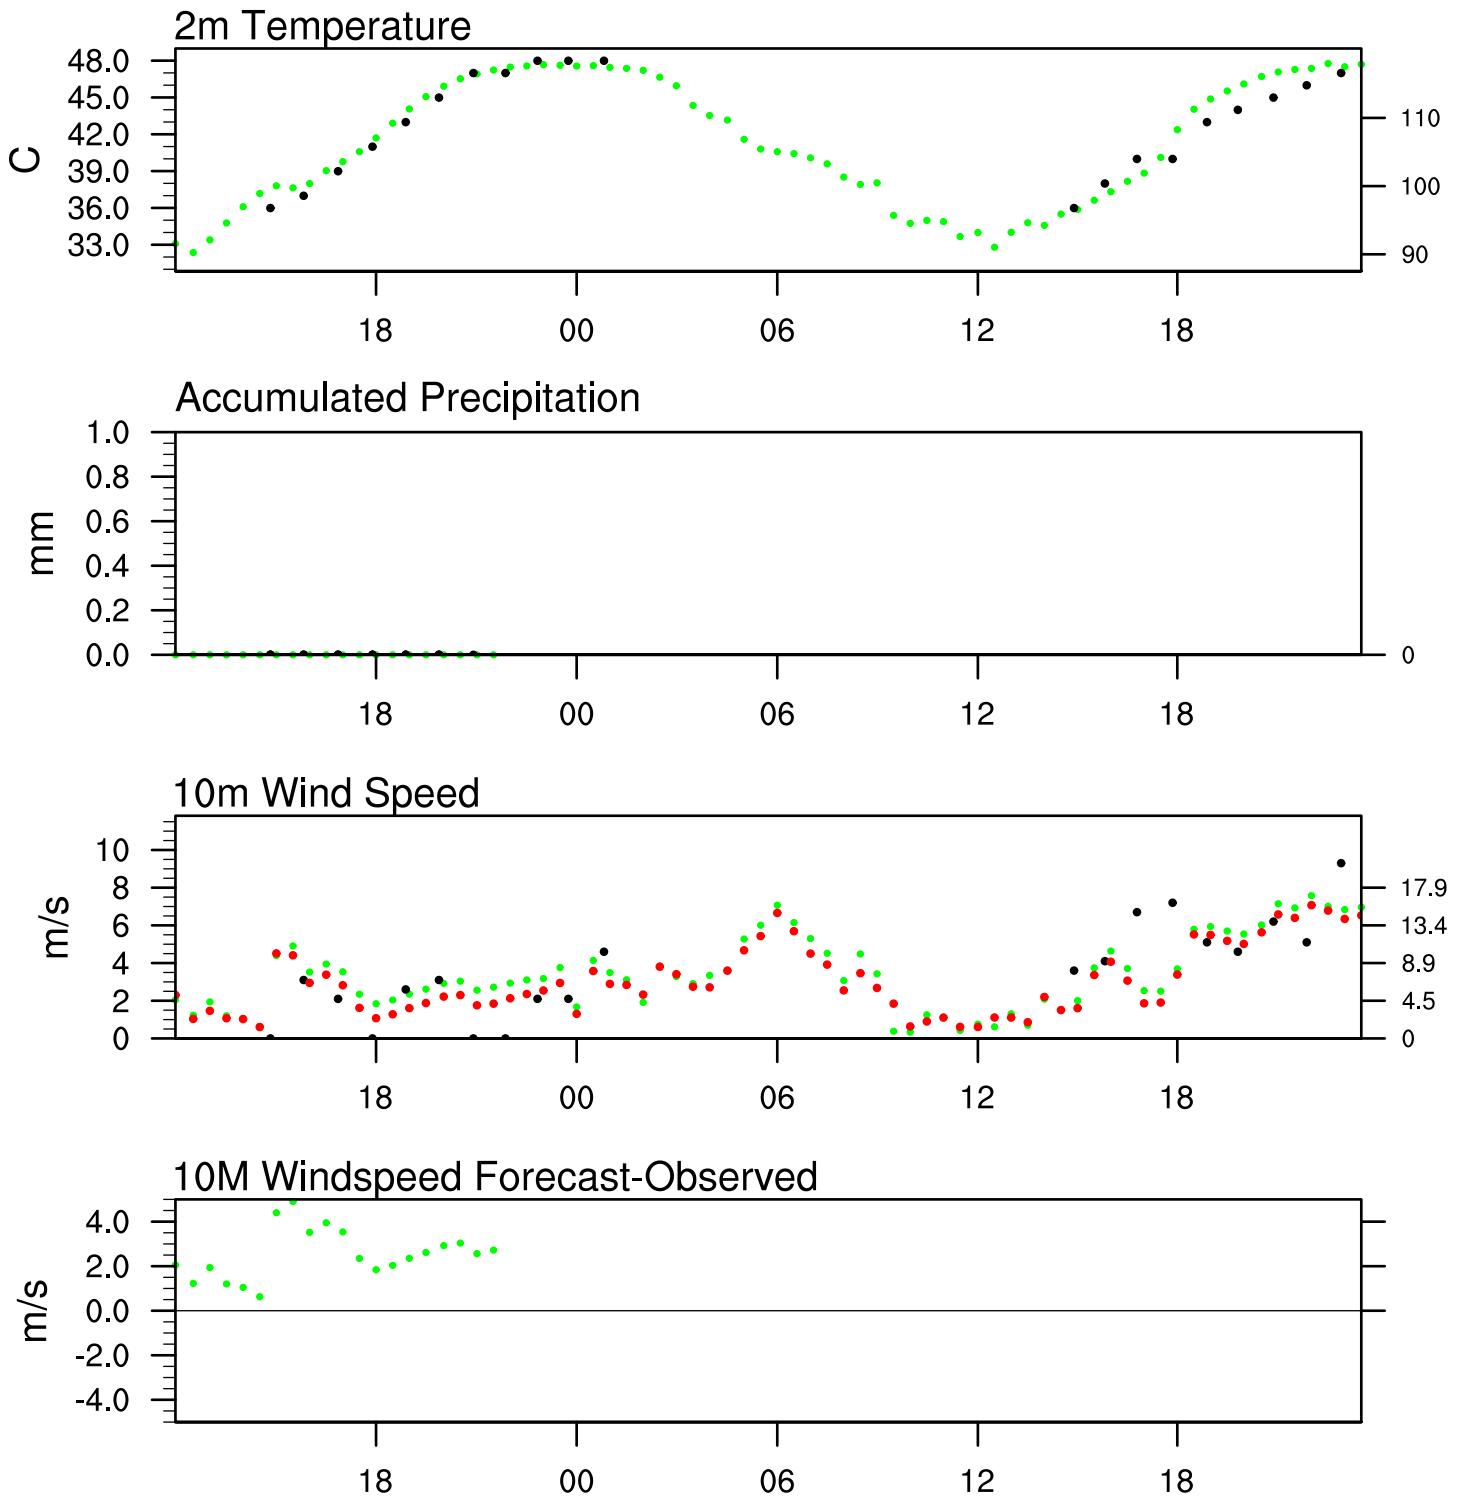 2m Temperature
48.0
45.0
42.0
39.0
36.0
33.0
C
110
100
90
18 00 06 12 18
Accumulated Precipitation
1.0
0.8
0.6
0.4
0.2
0.0
mm
0
18 00 06 12 18
10m Wind Speed
10
8
6
4
2
0
m/s
17.9
13.4
8.9
4.5
0
18 00 06 12 18
10M Windspeed Forecast-Observed
4.0
2.0
0.0
-2.0
-4.0
m/s
18 00 06 12 18